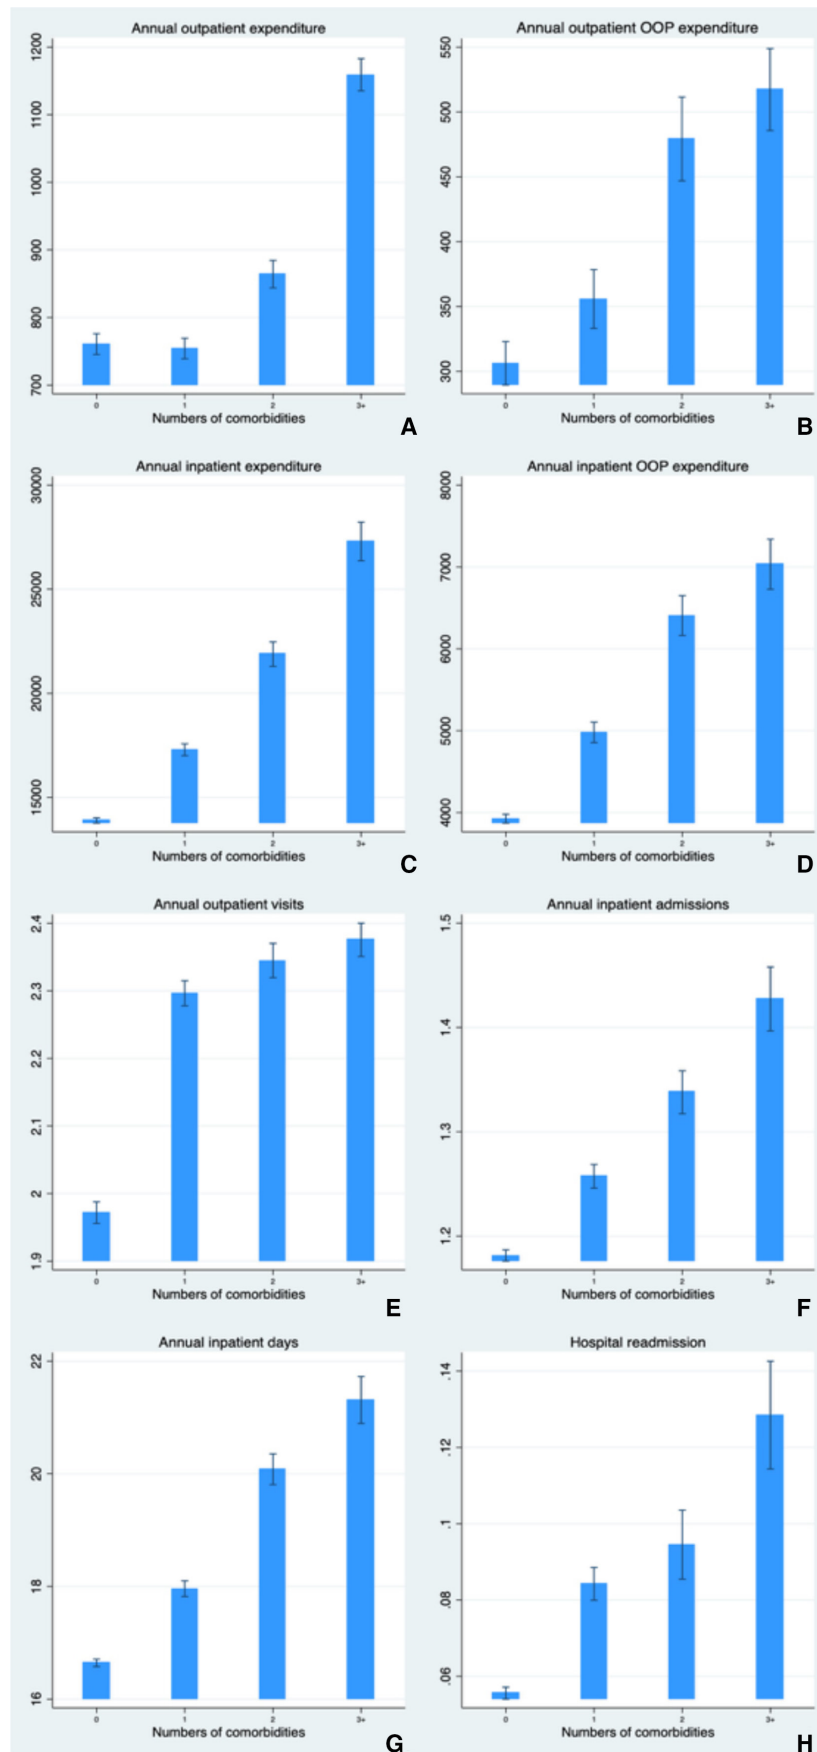 Annual outpatient expenditure
1200
1100
1000
900
800
700
0 1 2 3+
Numbers of comorbidities
A
Annual outpatient OOP expenditure
550
500
450
400
350
300
0 1 2 3+
Numbers of comorbidities
B
Annual inpatient expenditure
30000
25000
20000
15000
0 1 2 3+
Numbers of comorbidities
C
Annual inpatient OOP expenditure
8000
7000
6000
5000
4000
0 1 2 3+
Numbers of comorbidities
D
Annual outpatient visits
2.4
2.3
2.2
2.1
2
1.9
0 1 2 3+
Numbers of comorbidities
E
Annual inpatient admissions
1.5
1.4
1.3
1.2
0 1 2 3+
Numbers of comorbidities
F
Annual inpatient days
22
20
18
16
0 1 2 3+
Numbers of comorbidities
G
Hospital readmission
.14
.12
.1
.08
.06
0 1 2 3+
Numbers of comorbidities
H